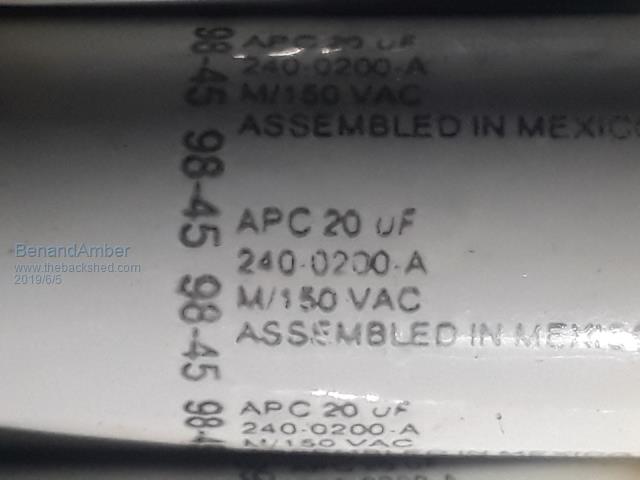 98-45
APC 20 uF
240-0200-A
M/150 VAC
ASSEMBLED IN MEXICO
98-45
APC 20 uF
240-0200-A
M/150 VAC
ASSEMBLED IN MEXICO
98-45
APC 20 uF
240-0200-A
M/150 VAC
BenandAmber
www.thebackshed.com
2019/6/5